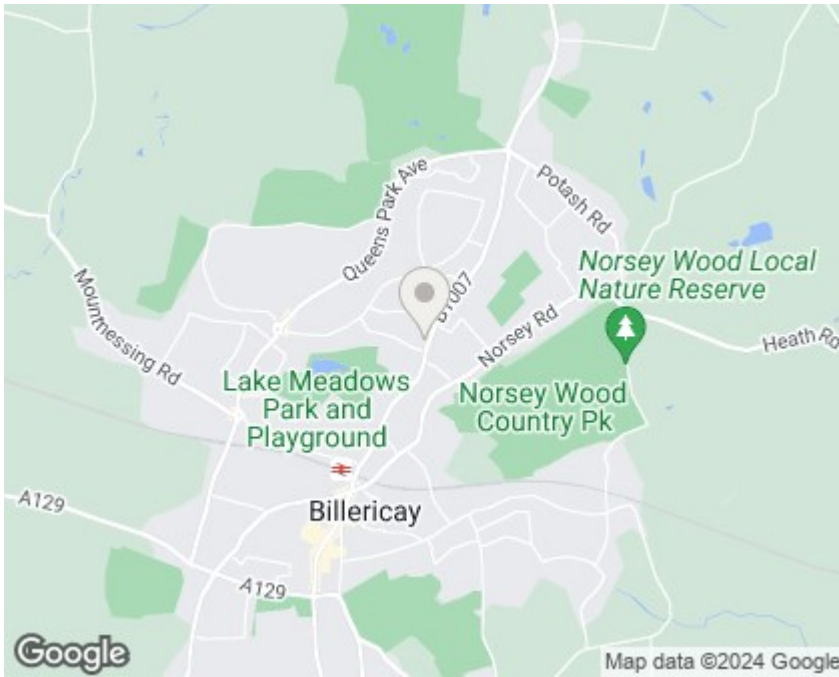 Queens Park Ave
Potash Rd
Norsey Wood Local
Nature Reserve
B1007
Mountnessing Rd
Norsey Rd
Heath Rd
Lake Meadows
Park and
Playground
Norsey Wood
Country Pk
A129
Billericay
A129
Google
Map data ©2024 Google